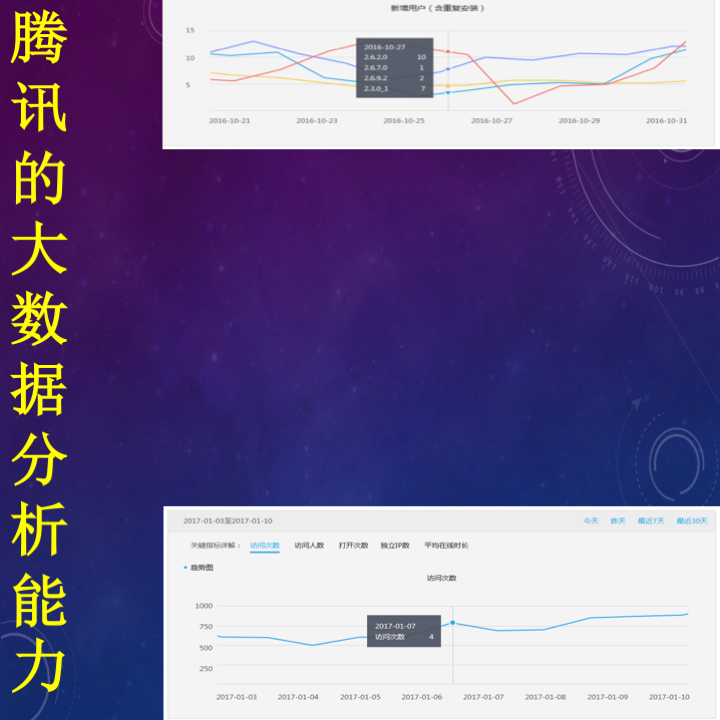 腾讯的大数据分析能力
新增用户（含重复安装）
15
10
5
2016-10-27
2.6.2.0 10
2.6.7.0 1
2.6.9.2 2
2.3.0_1 7
2016-10-21 2016-10-23 2016-10-25 2016-10-27 2016-10-29 2016-10-31
2017-01-03至2017-01-10 今天 昨天 最近7天 最近30天
关键指标详解： 访问次数 访问人数 打开次数 独立IP数 平均在线时长
趋势图
访问次数
1000
750
500
250
2017-01-07
访问次数 4
2017-01-03 2017-01-04 2017-01-05 2017-01-06 2017-01-07 2017-01-08 2017-01-09 2017-01-10